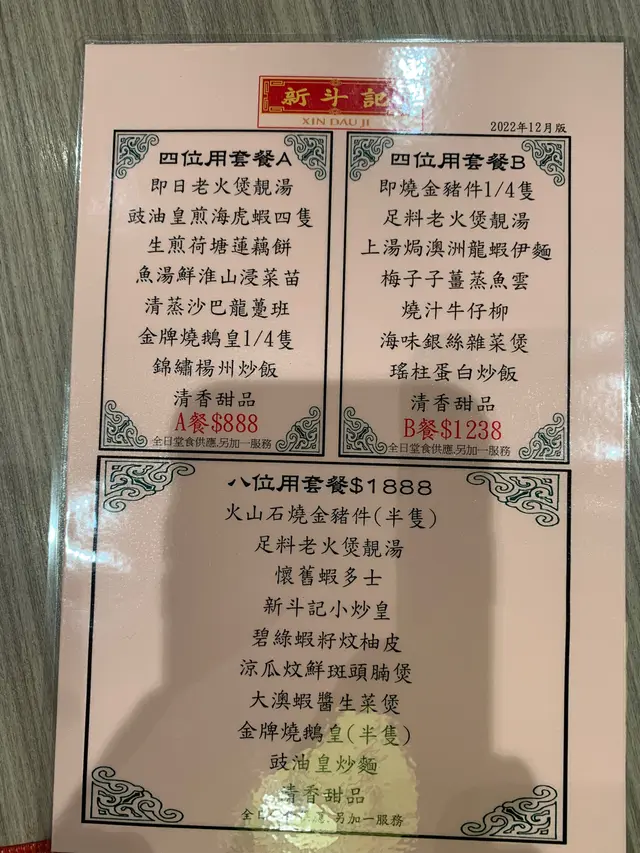 新斗記
XIN DAU JI
2022年12月版
四位用套餐A
即日老火煲靚湯
豉油皇煎海虎蝦四隻
生煎荷塘蓮藕餅
魚湯鮮淮山浸菜苗
清蒸沙巴龍躉班
金牌燒鵝皇1/4隻
錦繡楊州炒飯
清香甜品
A餐$888
全日堂食供應.另加一服務
四位用套餐B
即燒金豬件1/4隻
足料老火煲靚湯
上湯焗澳洲龍蝦伊麵
梅子子薑蒸魚雲
燒汁牛仔柳
海味銀絲雜菜煲
瑤柱蛋白炒飯
清香甜品
B餐$1238
全日堂食供應.另加一服務
八位用套餐$1888
火山石燒金豬件(半隻)
足料老火煲靚湯
懷舊蝦多士
新斗記小炒皇
碧綠蝦籽炆柚皮
涼瓜炆鮮斑頭腩煲
大澳蝦醬生菜煲
金牌燒鵝皇(半隻)
豉油皇炒麵
清香甜品
全日 應.另加一服務